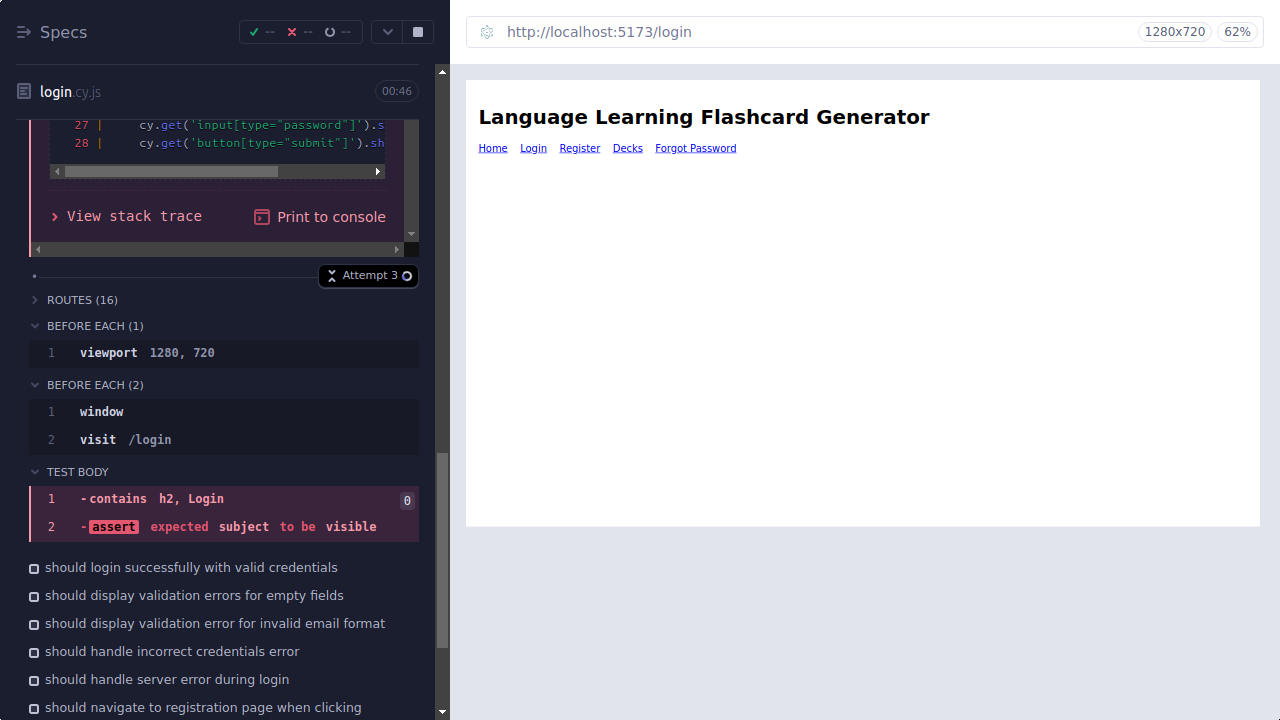 Specs
-- -- --
login.cy.js 00:46
27 | cy.get('input[type="password"]').s
28 | cy.get('button[type="submit"]').sh
View stack trace Print to console
Attempt 3
ROUTES (16)
BEFORE EACH (1)
1 viewport 1280, 720
BEFORE EACH (2)
1 window
2 visit /login
TEST BODY
1 -contains h2, Login 0
2 -assert expected subject to be visible
should login successfully with valid credentials
should display validation errors for empty fields
should display validation error for invalid email format
should handle incorrect credentials error
should handle server error during login
should navigate to registration page when clicking
http://localhost:5173/login 1280x720 62%
Language Learning Flashcard Generator
Home Login Register Decks Forgot Password